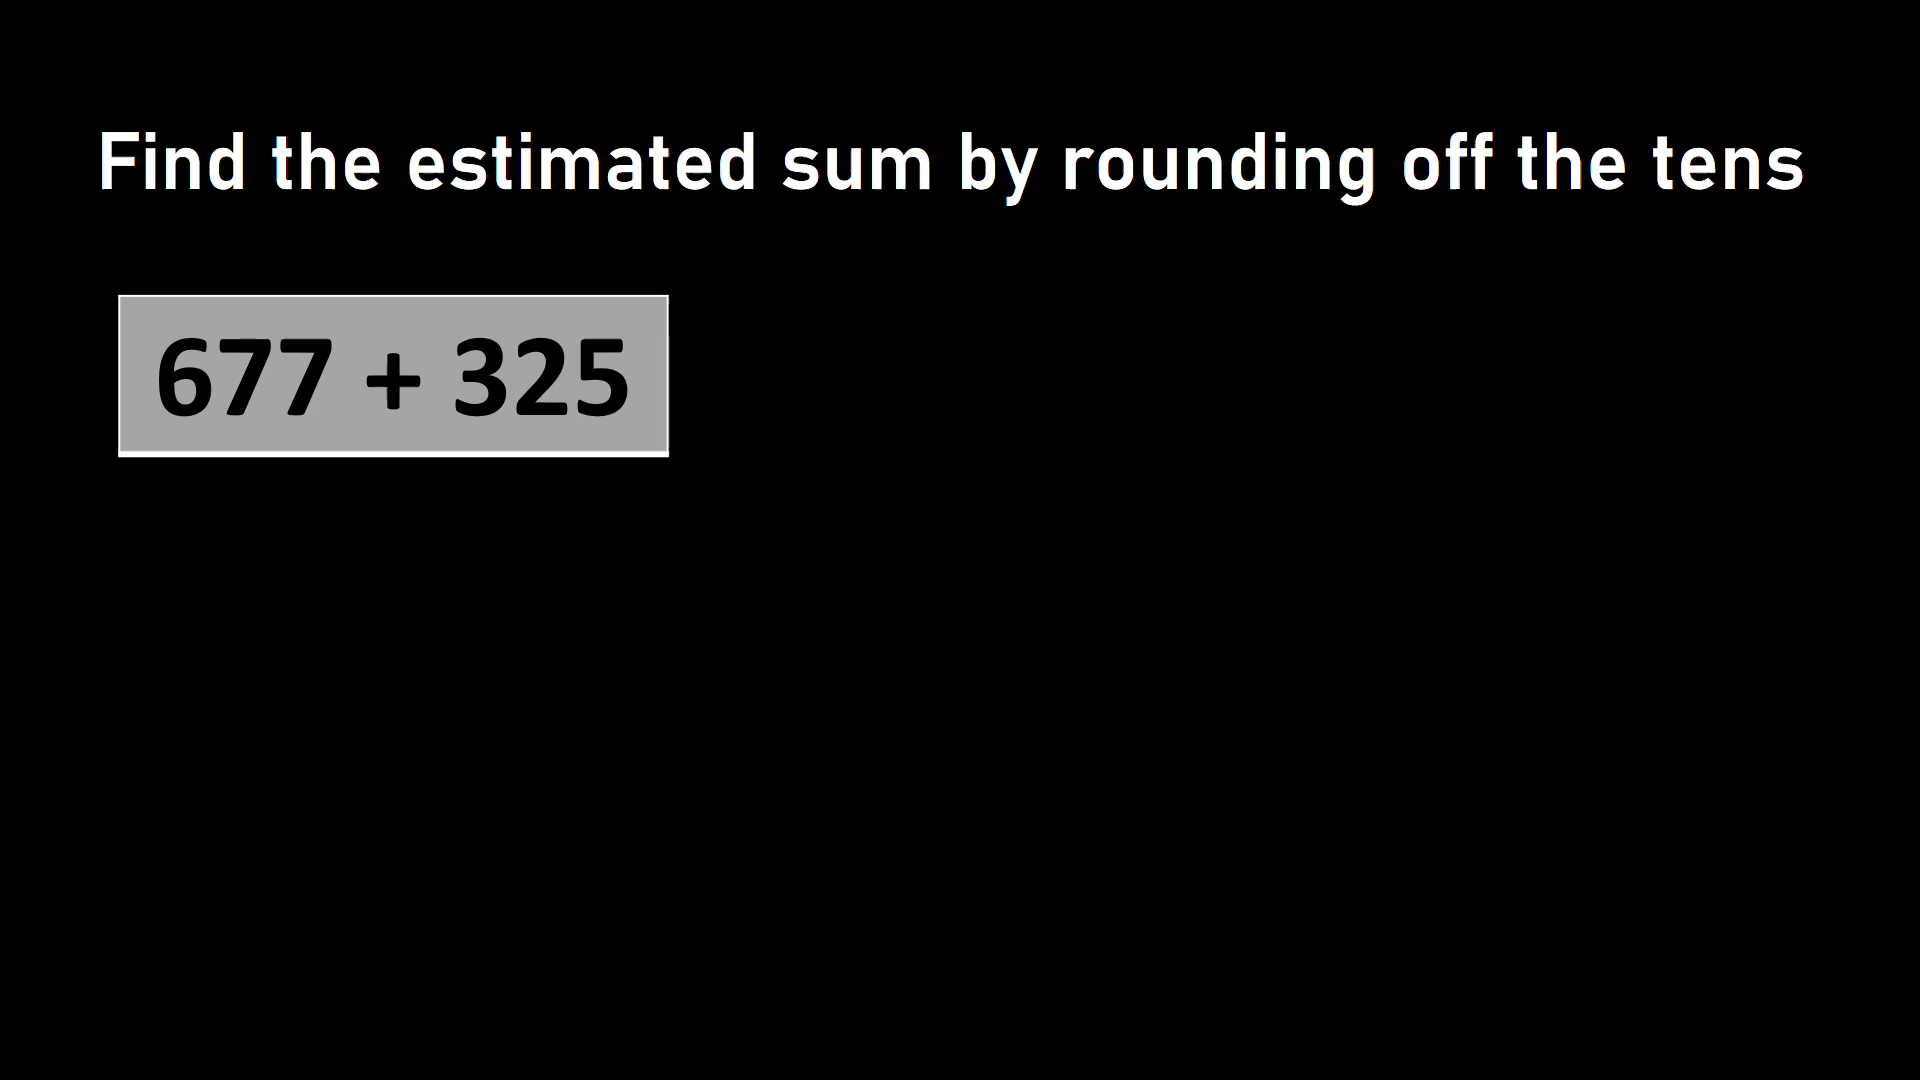 Find the estimated sum by rounding off the tens
677 + 325